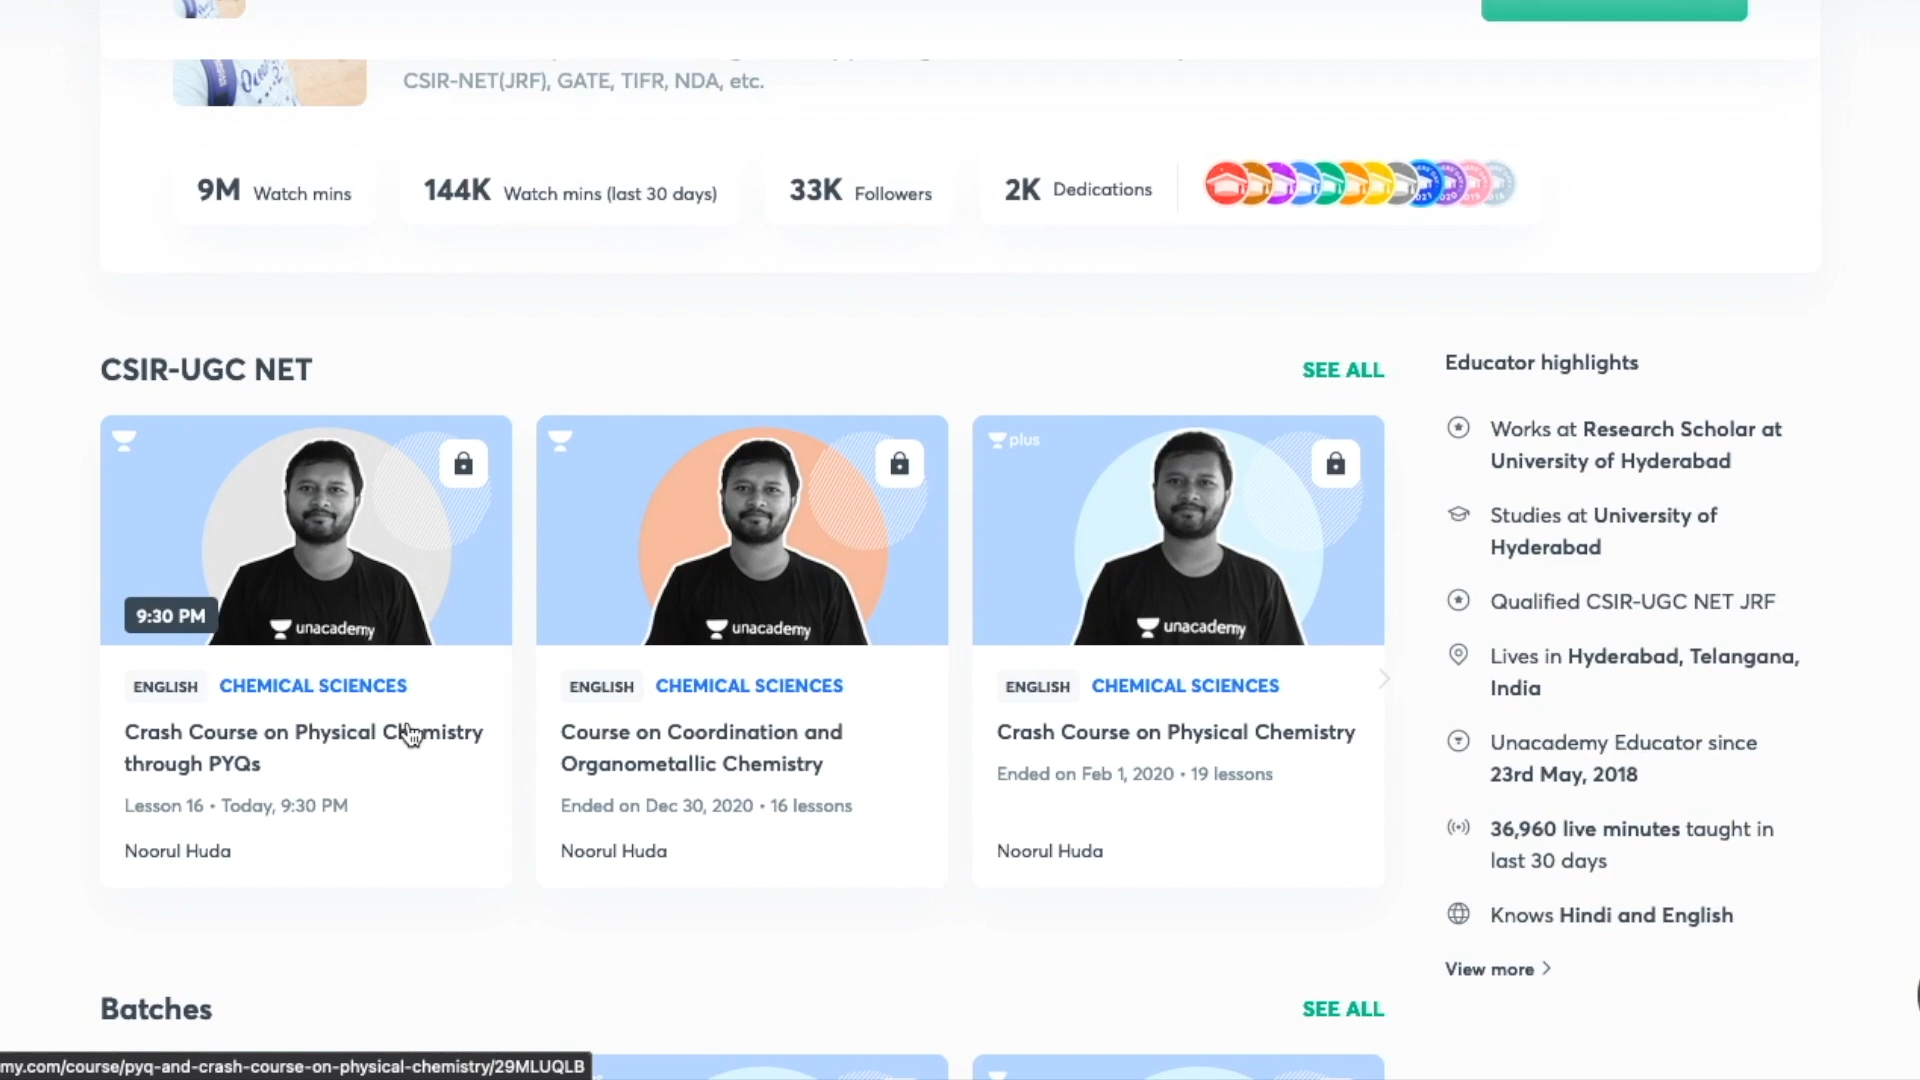 CSIR-NET(JRF), GATE, TIFR, NDA, etc.
9M Watch mins
144K Watch mins (last 30 days)
33K Followers
2K Dedications
CSIR-UGC NET
SEE ALL
9:30 PM
unacademy
ENGLISH CHEMICAL SCIENCES
Crash Course on Physical Chemistry
through PYQs
Lesson 16 • Today, 9:30 PM
Noorul Huda
unacademy
ENGLISH CHEMICAL SCIENCES
Course on Coordination and
Organometallic Chemistry
Ended on Dec 30, 2020 • 16 lessons
Noorul Huda
plus
unacademy
ENGLISH CHEMICAL SCIENCES
Crash Course on Physical Chemistry
Ended on Feb 1, 2020 • 19 lessons
Noorul Huda
Educator highlights
Works at Research Scholar at
University of Hyderabad
Studies at University of
Hyderabad
Qualified CSIR-UGC NET JRF
Lives in Hyderabad, Telangana,
India
Unacademy Educator since
23rd May, 2018
36,960 live minutes taught in
last 30 days
Knows Hindi and English
View more
Batches
SEE ALL
my.com/course/pyq-and-crash-course-on-physical-chemistry/29MLUQLB